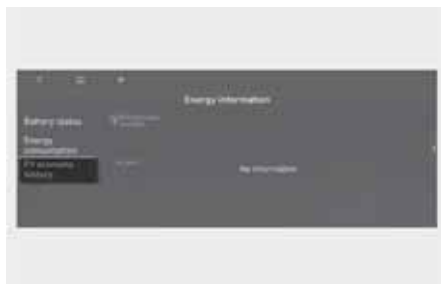 Energy information
Battery status
Energy
consumption
EV economy
history
No information